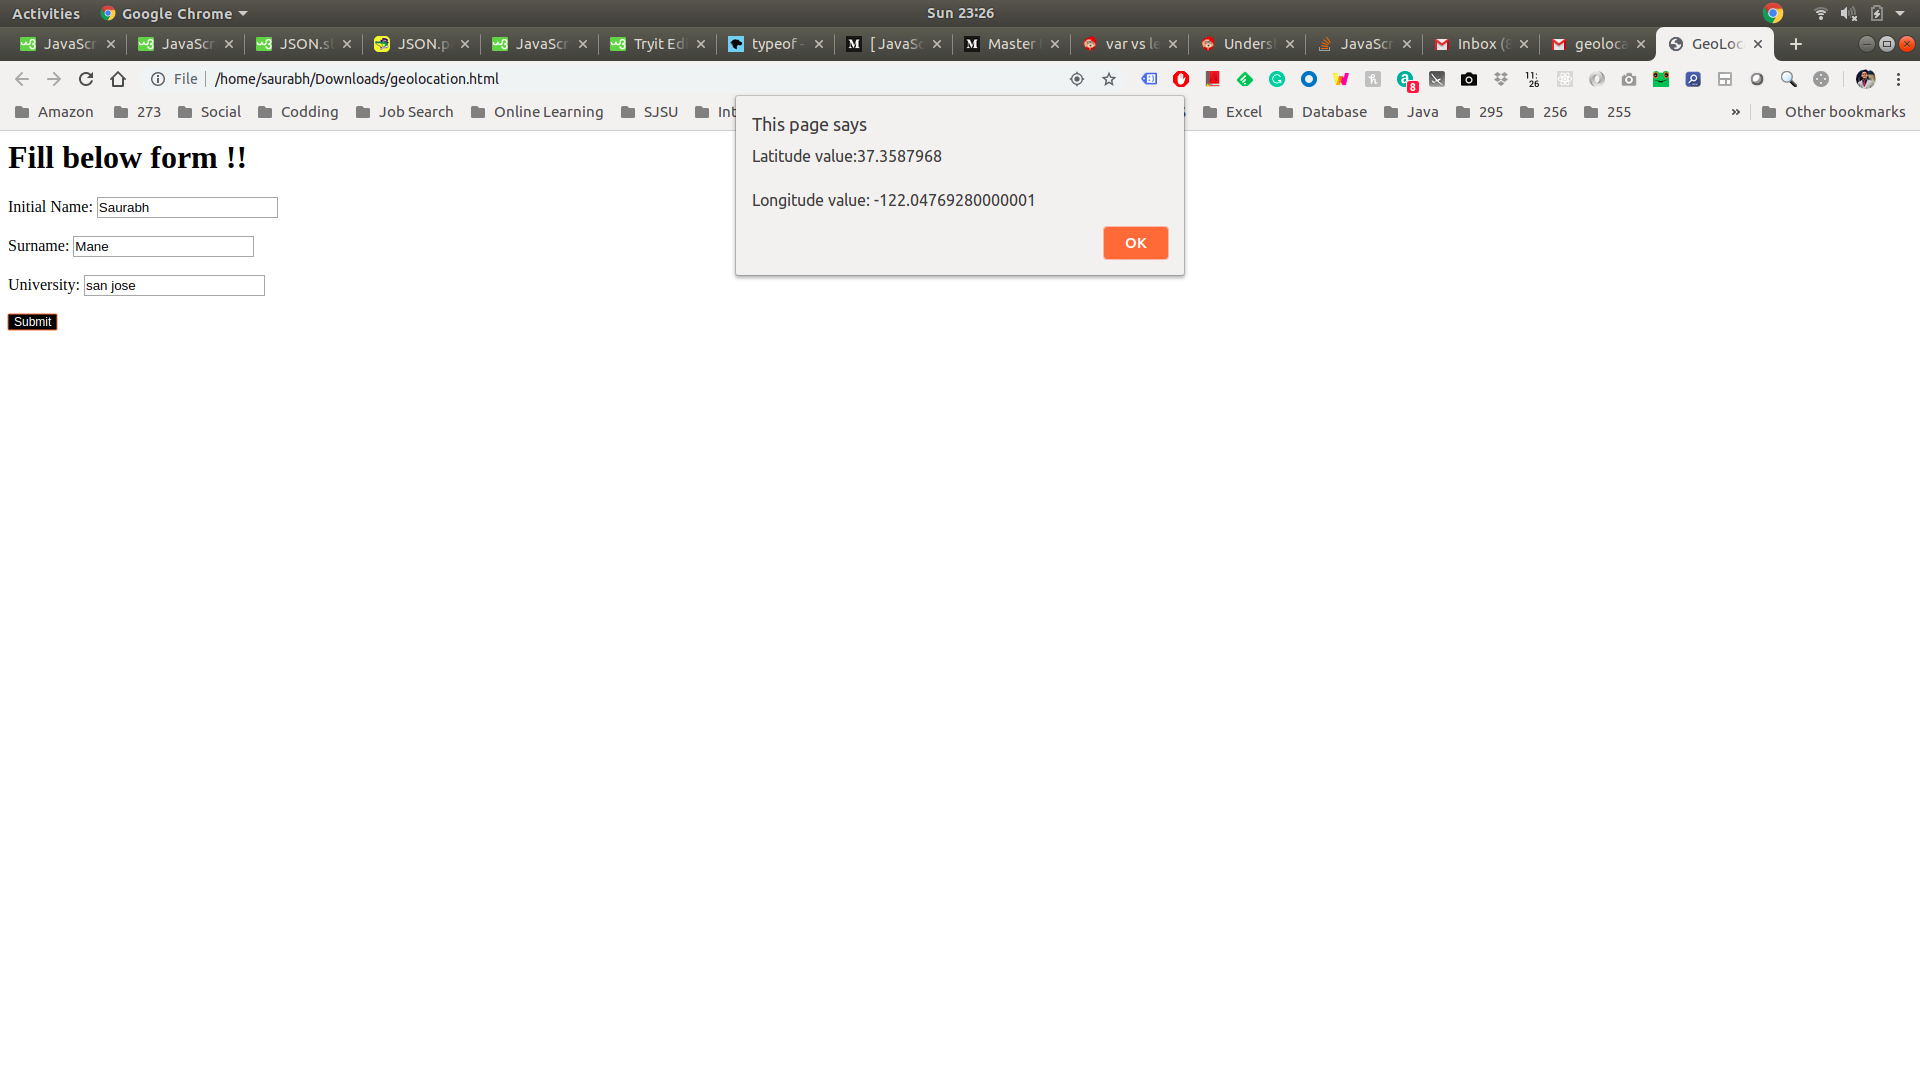 Activities Google Chrome Sun 23:26
JavaScr JavaScr JSON.s JSON.p JavaScr Tryit Ed typeof - [ JavaSc Master var vs le Unders JavaScr Inbox ( geoloca GeoLoc
File /home/saurabh/Downloads/geolocation.html 8 11: 26
Amazon 273 Social Codding Job Search Online Learning SJSU Int Excel Database Java 295 256 255 » Other bookmarks
This page says
Latitude value:37.3587968
Longitude value: -122.04769280000001
OK
Fill below form !!
Initial Name: Saurabh
Surname: Mane
University: san jose
Submit